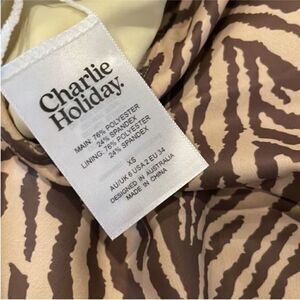 Charlie
Holiday.
MAIN: 76% POLYESTER
24% SPANDEX
LINING: 76% POLYESTER
24% SPANDEX
XS
AU/UK 6 USA 2 EU 34
DESIGNED IN AUSTRALIA
MADE IN CHINA